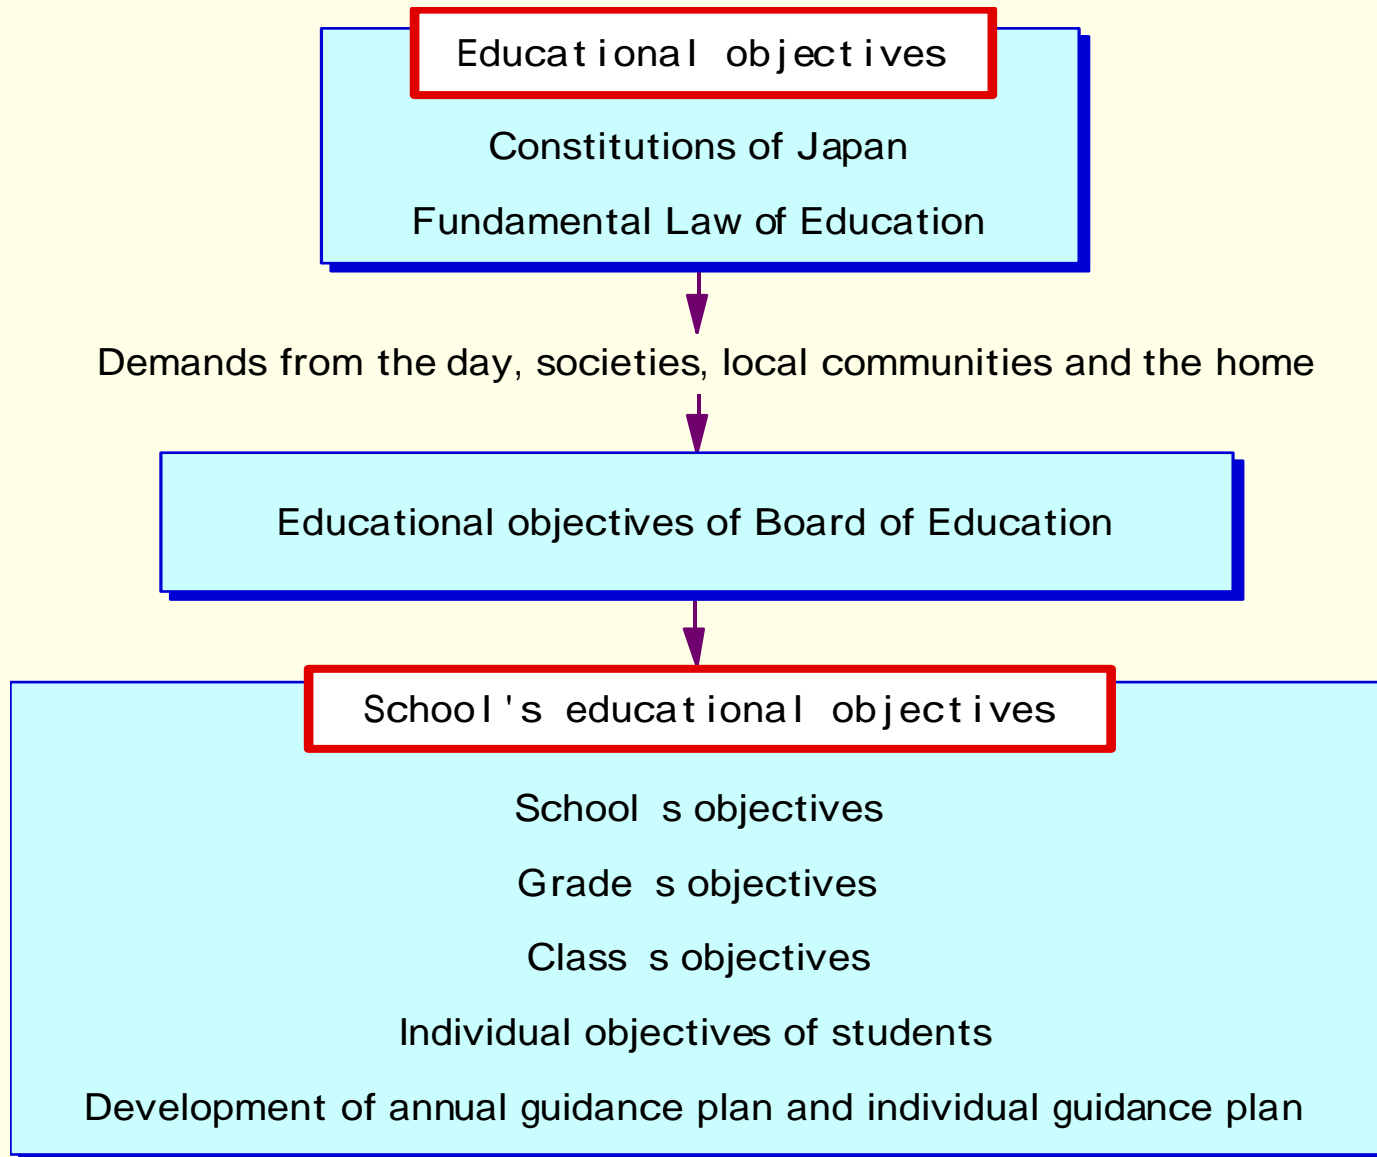 Educational objectives
Constitutions of Japan
Fundamental Law of Education
Demands from the day, societies, local communities and the home
Educational objectives of Board of Education
School's educational objectives
School s objectives
Grade s objectives
Class s objectives
Individual objectives of students
Development of annual guidance plan and individual guidance plan